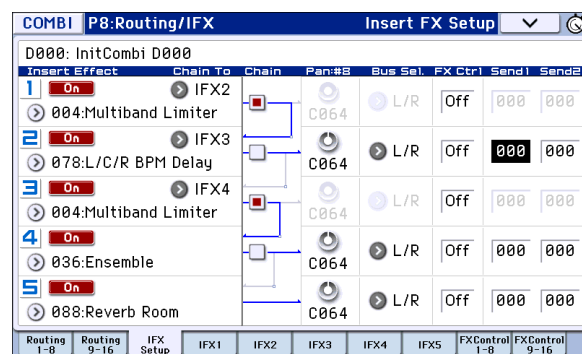 COMBI P8:Routing/IFX Insert FX Setup
D000: InitCombi D000
Insert Effect Chain To Chain Pan:#8 Bus Sel. FX Ctrl Send1 Send2
1 On IFX2
004:Multiband Limiter C064 L/R Off 000 000
2 On IFX3
078:L/C/R BPM Delay C064 L/R Off 000 000
3 On IFX4
004:Multiband Limiter C064 L/R Off 000 000
4 On
036:Ensemble C064 L/R Off 000 000
5 On
088:Reverb Room C064 L/R Off 000 000
Routing 1-8 Routing 9-16 IFX Setup IFX1 IFX2 IFX3 IFX4 IFX5 FXControl 1-8 FXControl 9-16